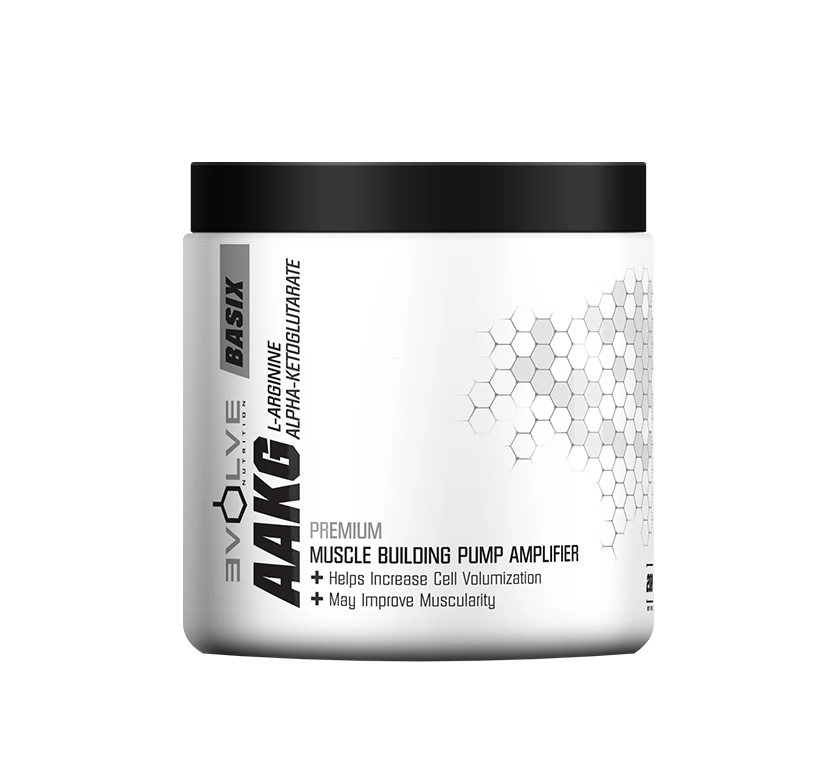 EVOLVE
NUTRITION
BASIX
AAKG
L-ARGININE
ALPHA-KETOGLUTARATE
PREMIUM
MUSCLE BUILDING PUMP AMPLIFIER
+ Helps Increase Cell Volumization
+ May Improve Muscularity